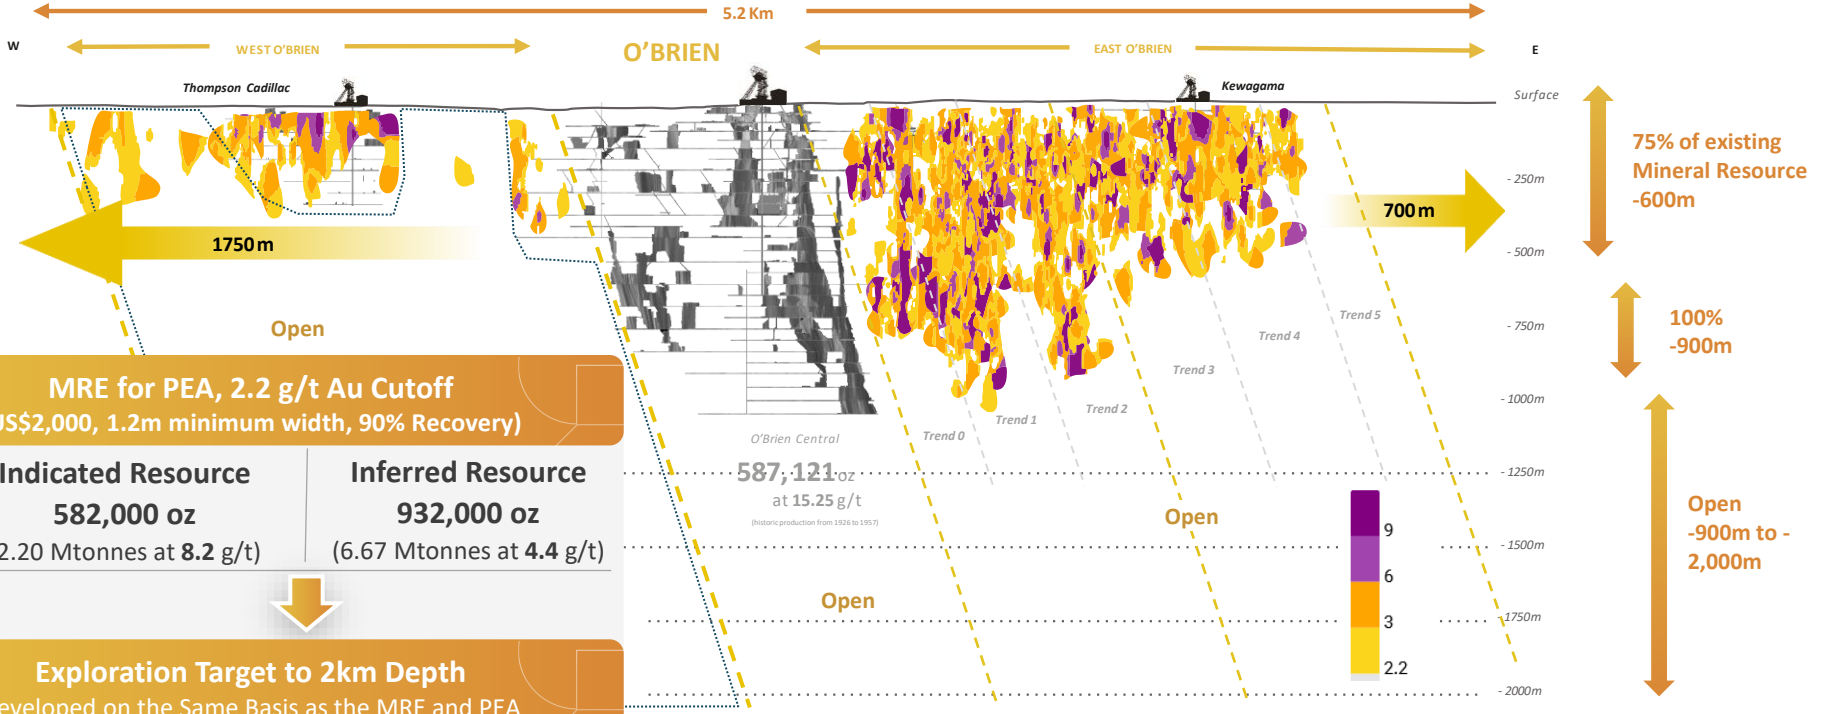 5.2 Km
W
WEST O'BRIEN
O'BRIEN
EAST O'BRIEN
E
Thompson Cadillac
Kewagama
Surface
75% of existing
Mineral Resource
-600m
- 250m
1750 m
700 m
- 500m
Open
Trend 5
- 750m
100%
-900m
Trend 4
Trend 3
MRE for PEA, 2.2 g/t Au Cutoff
US$2,000, 1.2m minimum width, 90% Recovery)
- 1000m
Trend 2
Trend 1
Trend 0
O'Brien Central
Indicated Resource
Inferred Resource
587,121 oz
- 1250m
at 15.25 g/t
582,000 oz
932,000 oz
(historic production from 1926 to 1957)
Open
Open
-900m to -
2,000m
2.20 Mtonnes at 8.2 g/t)
(6.67 Mtonnes at 4.4 g/t)
- 1500m
9
6
3
2.2
Open
- 1750m
Exploration Target to 2km Depth
eveloped on the Same Basis as the MRE and PEA
- 2000m